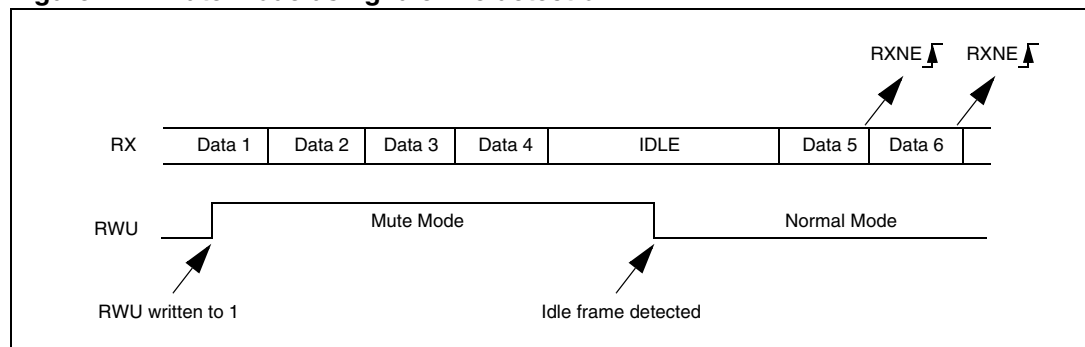 RXNE RXNE
RX Data 1 Data 2 Data 3 Data 4 IDLE Data 5 Data 6
RWU Mute Mode Normal Mode
RWU written to 1 Idle frame detected